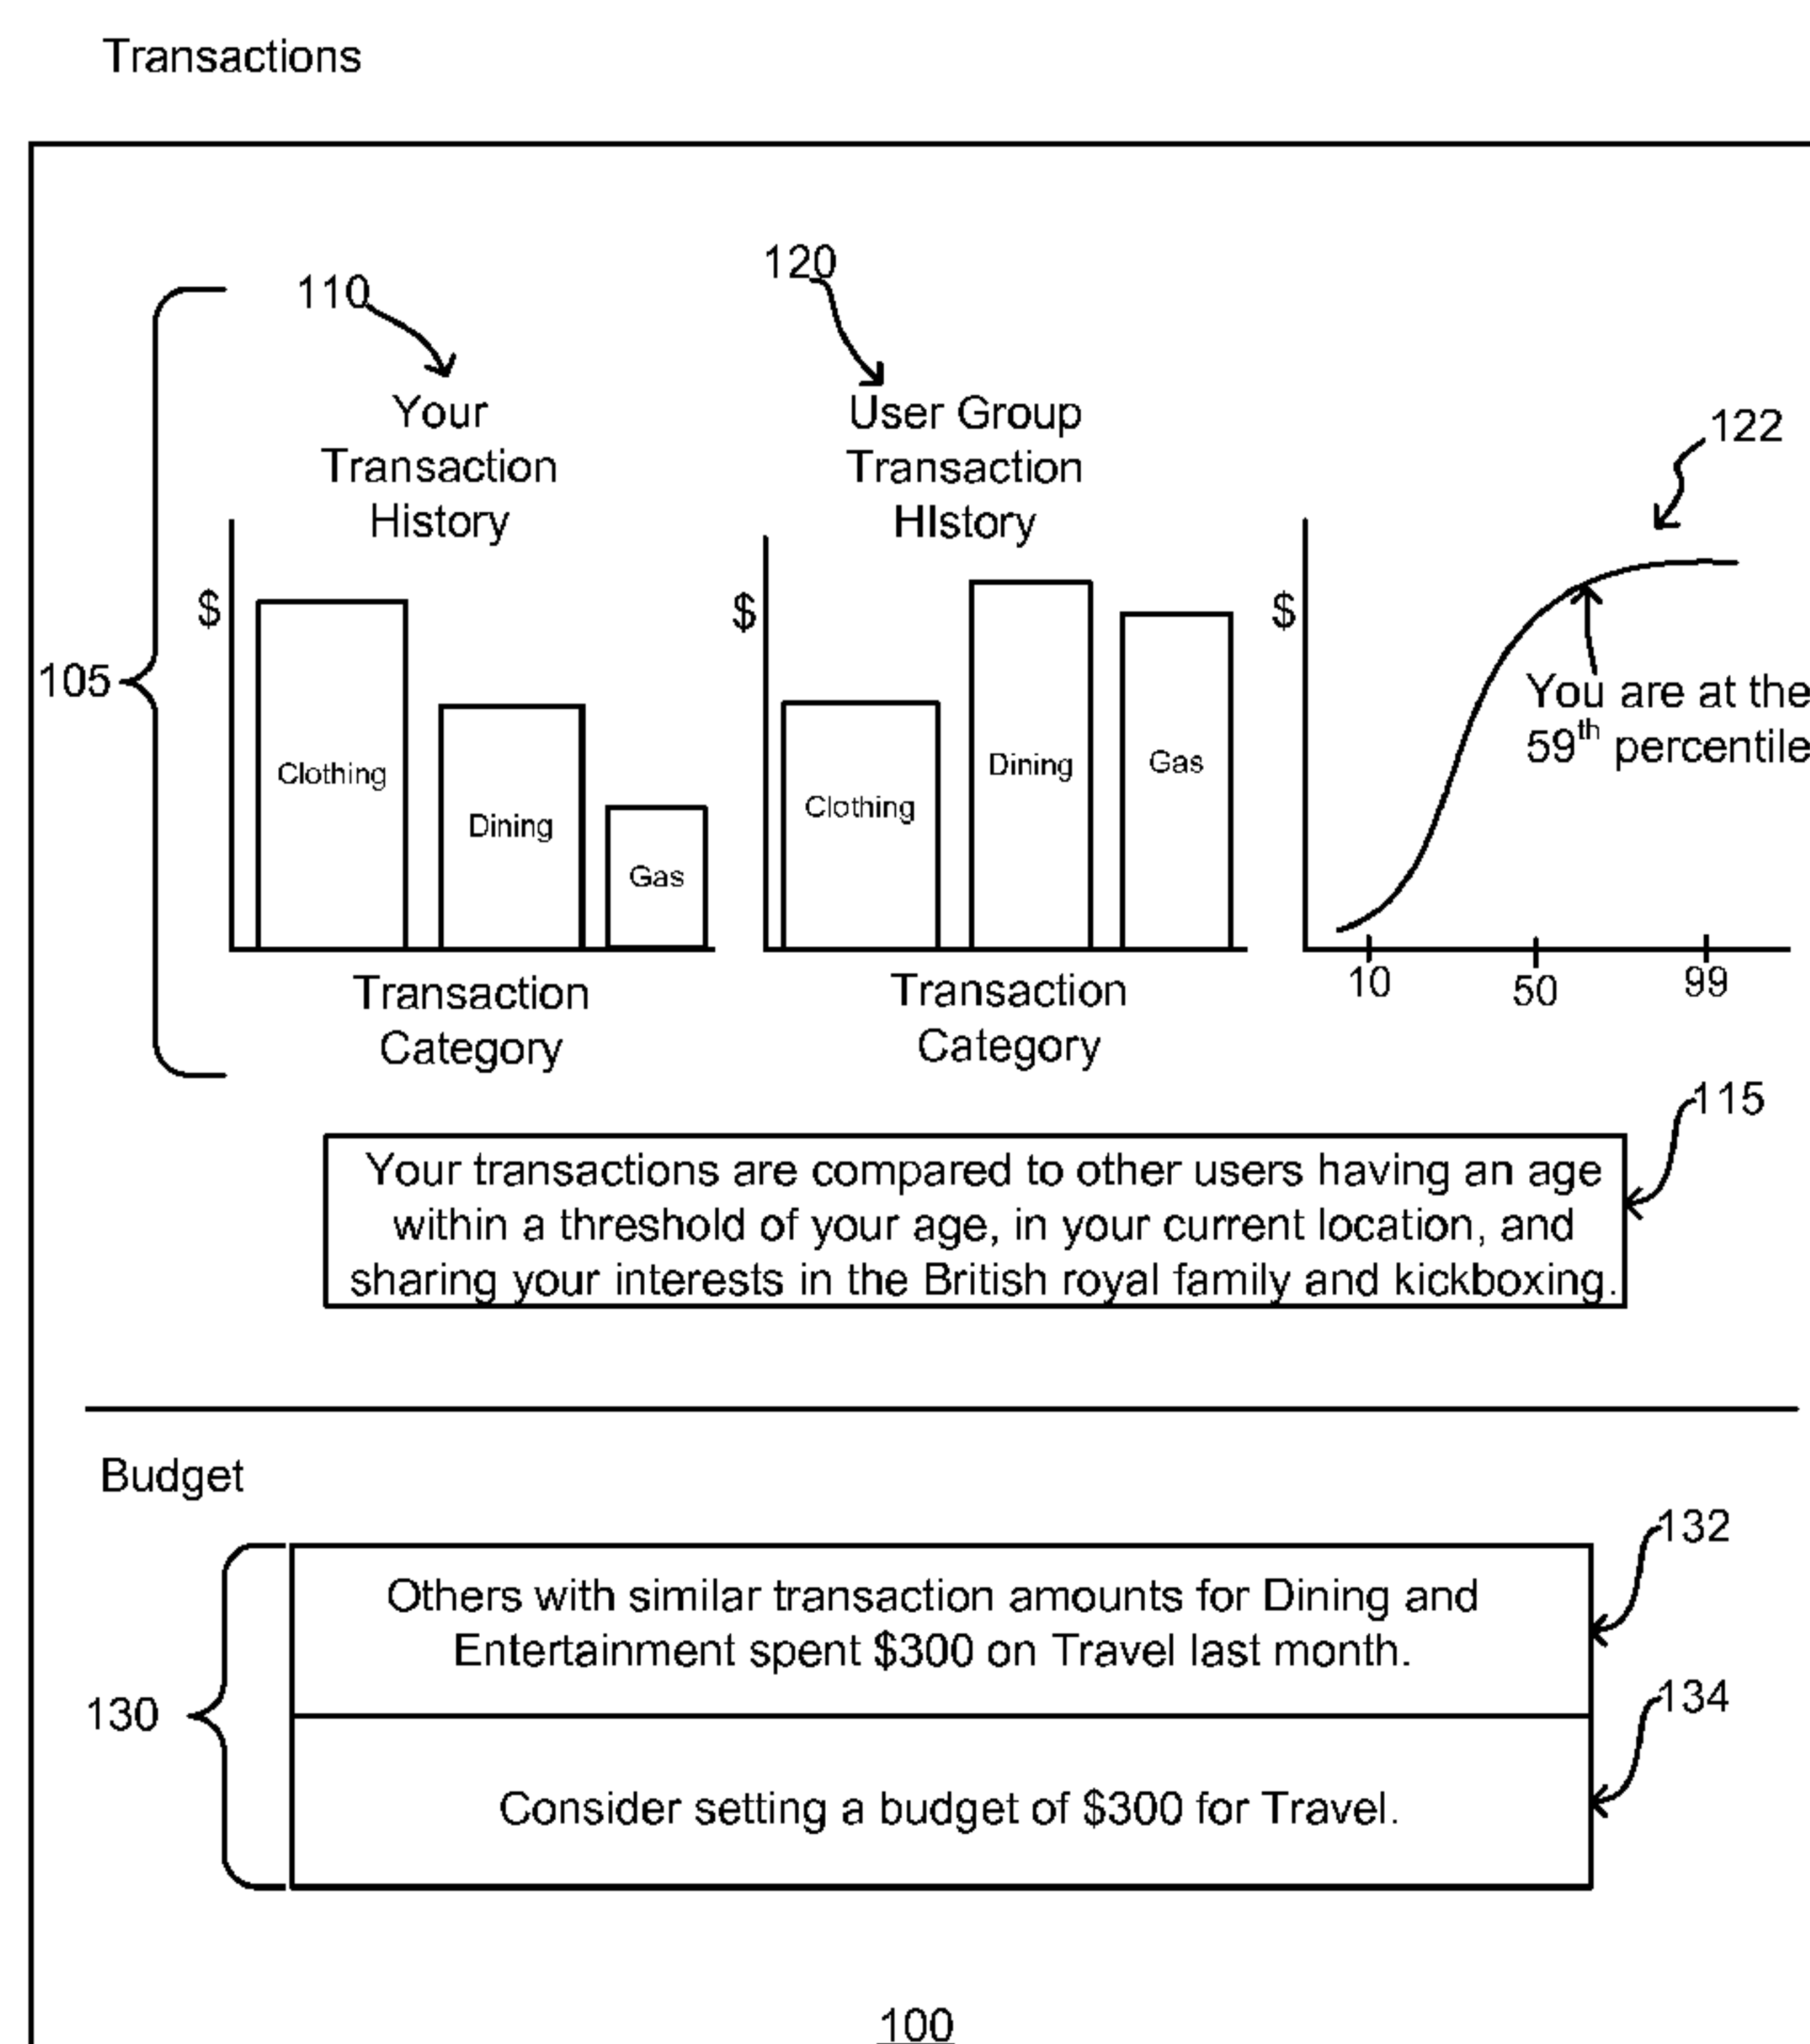 Transactions
110
120
122
Your
Transaction
History
User Group
Transaction
HIstory
$
$
$
105
Clothing
Dining
Gas
Clothing
Dining
Gas
You are at the
59th percentile
10
50
99
Transaction
Category
Transaction
Category
115
Your transactions are compared to other users having an age
within a threshold of your age, in your current location, and
sharing your interests in the British royal family and kickboxing.
Budget
132
Others with similar transaction amounts for Dining and
Entertainment spent $300 on Travel last month.
130
134
Consider setting a budget of $300 for Travel.
100